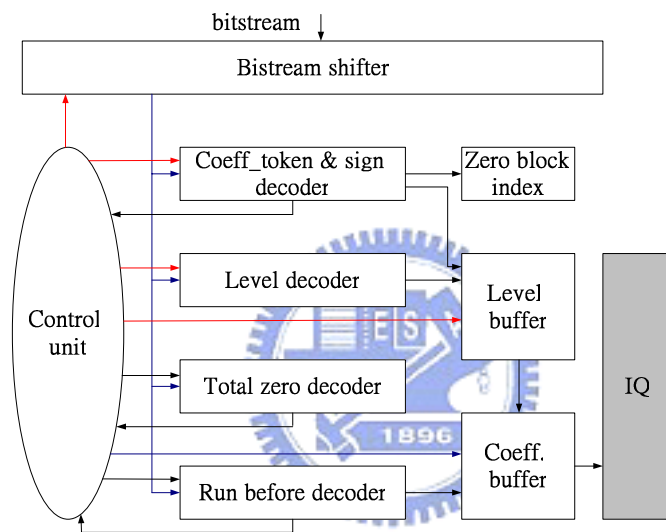 bitstream
Bistream shifter
Coeff_token & sign
decoder
Zero block
index
Level decoder
Level
buffer
Control
unit
IQ
Total zero decoder
Coeff.
buffer
Run before decoder
ES
1896